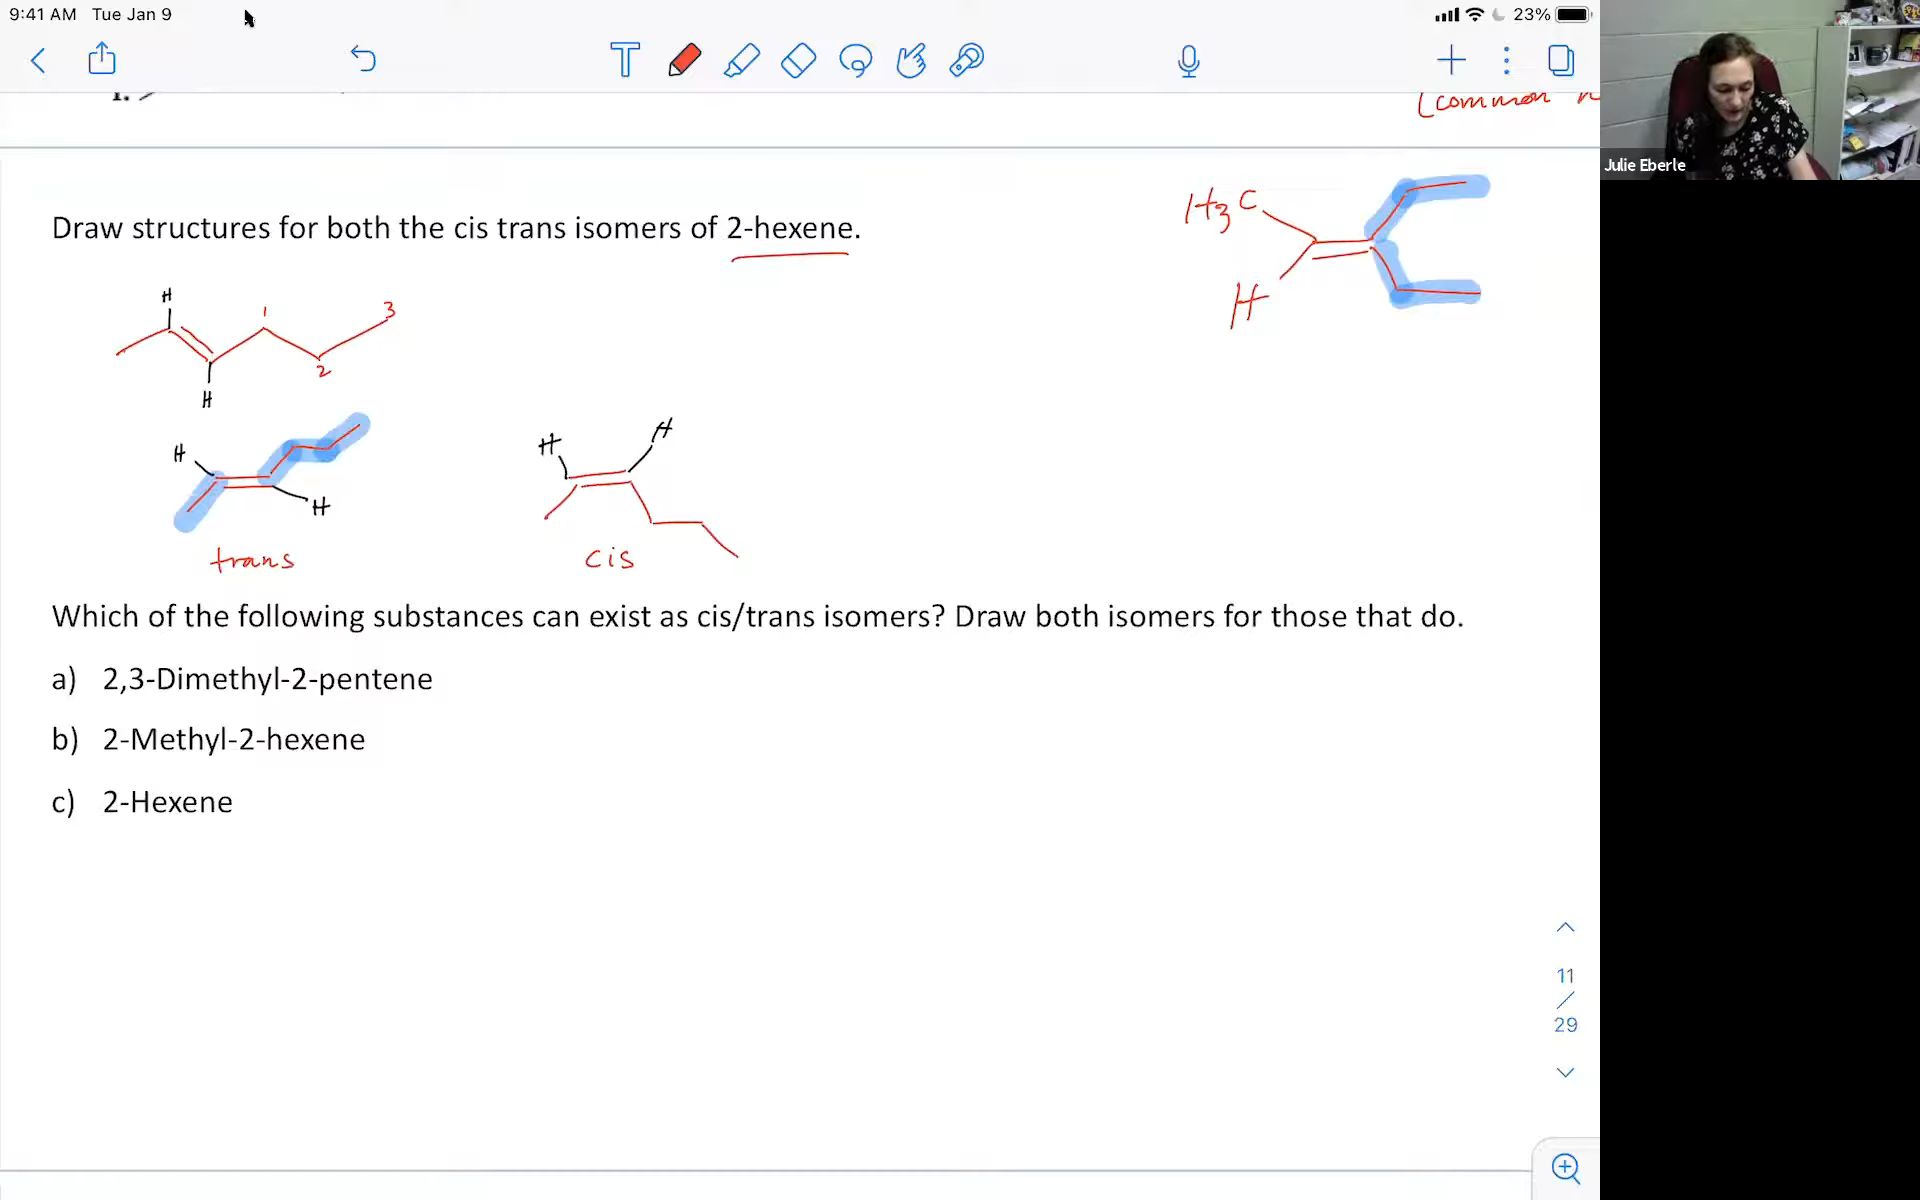 9:41 AM Tue Jan 9
23%
(common
Julie Eberle
Draw structures for both the cis trans isomers of 2-hexene.
H3C
H
H
1
3
2
H
H
H
trans
H
H
cis
Which of the following substances can exist as cis/trans isomers? Draw both isomers for those that do.
a) 2,3-Dimethyl-2-pentene
b) 2-Methyl-2-hexene
c) 2-Hexene
11
/
29